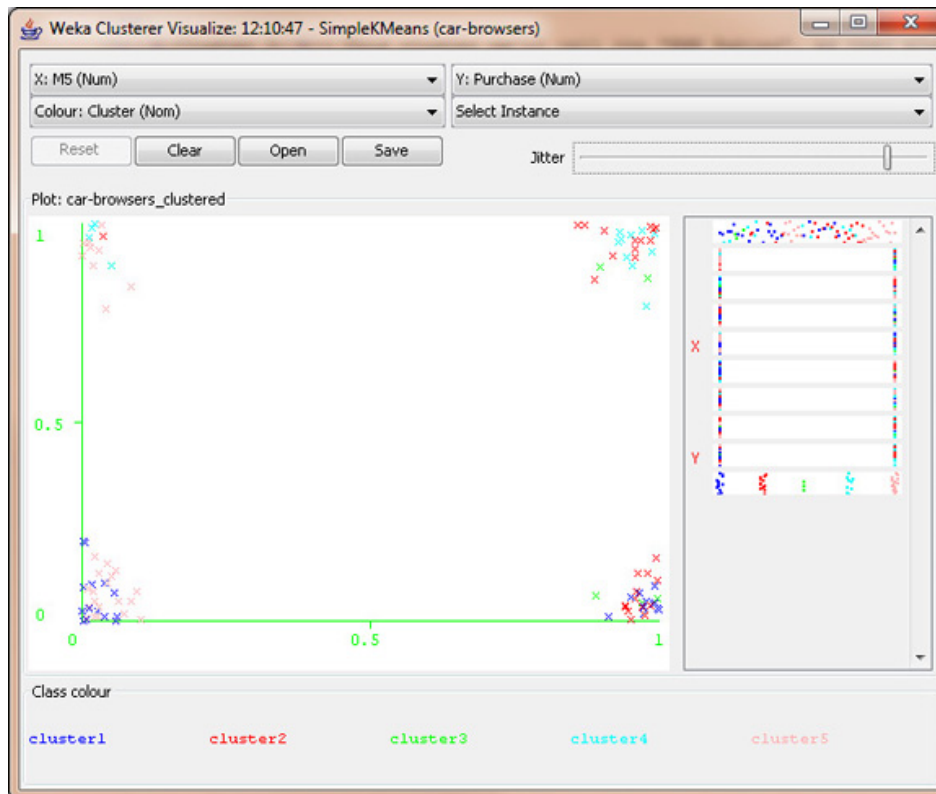 Weka Clusterer Visualize: 12:10:47 - SimpleKMeans (car-browsers)
X: M5 (Num) Y: Purchase (Num)
Colour: Cluster (Nom) Select Instance
Reset Clear Open Save Jitter
Plot: car-browsers_clustered
1
X
0.5
Y
0
0 0.5 1
Class colour
cluster1 cluster2 cluster3 cluster4 cluster5